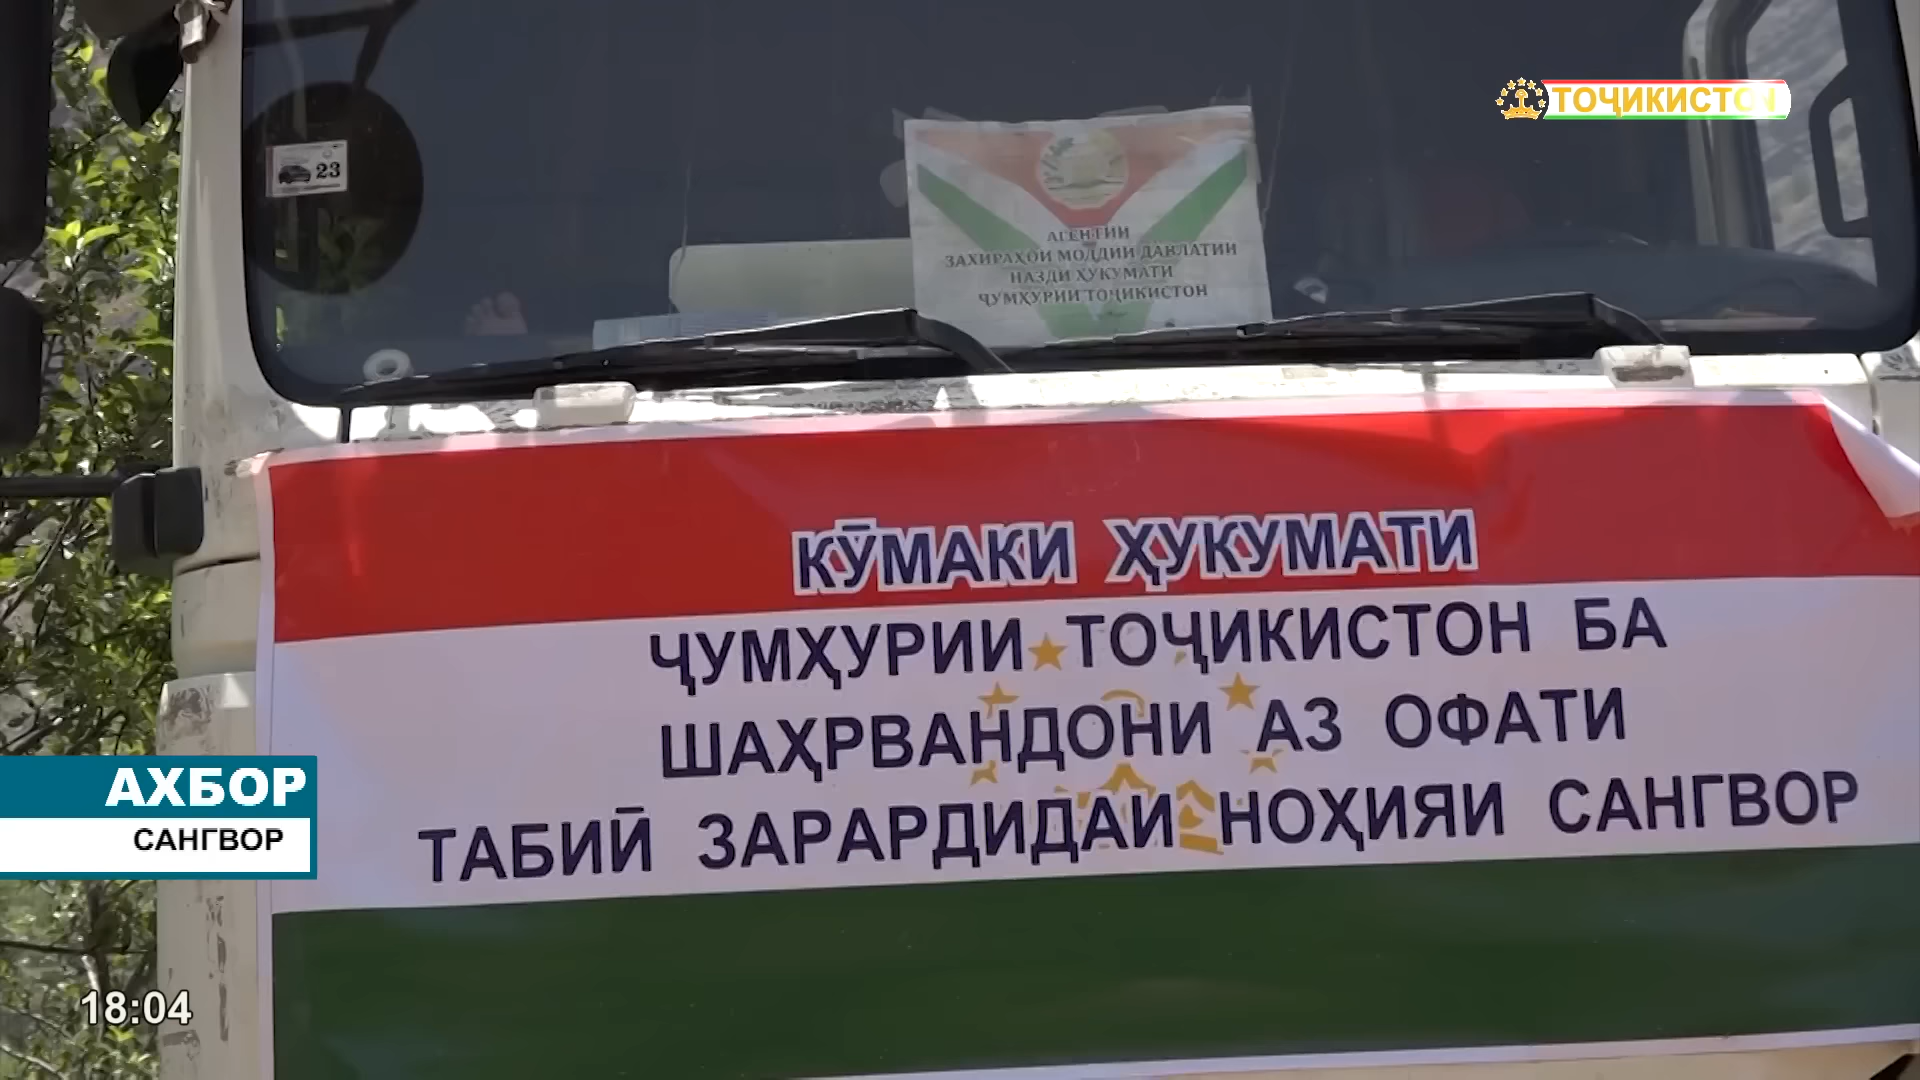 ТОҶИКИСТОН
23
АГЕНТИИ
ЗАХИРАҲОИ МОДДИИ ДАВЛАТИИ
НАЗДИ ҲУКУМАТИ
ҶУМҲУРИИ ТОҶИКИСТОН
КӮМАКИ ҲУКУМАТИ
ҶУМҲУРИИ ТОҶИКИСТОН БА
ШАҲРВАНДОНИ АЗ ОФАТИ
ТАБИӢ ЗАРАРДИДАИ НОҲИЯИ САНГВОР
АХБОР
САНГВОР
18:04